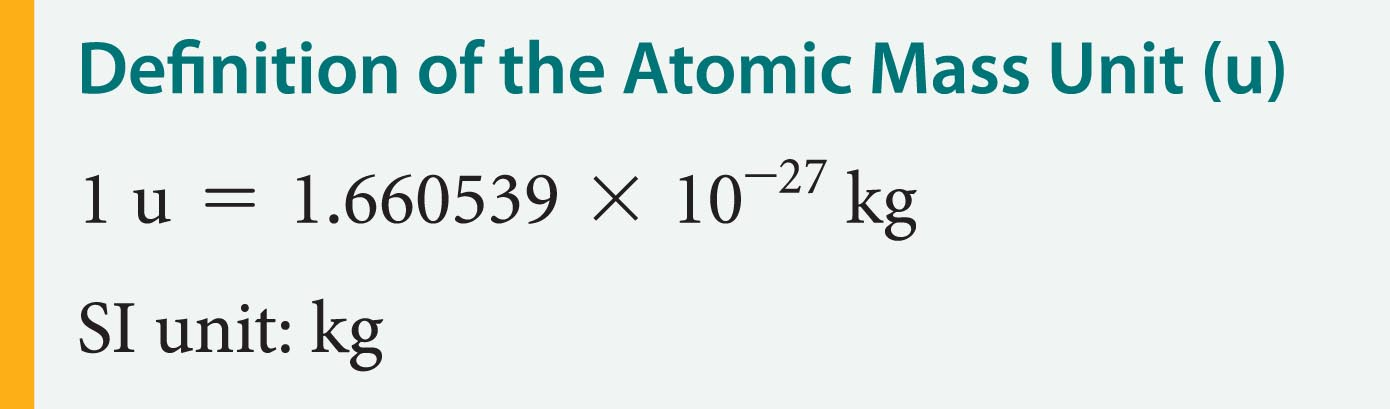 Definition of the Atomic Mass Unit (u)
1 u = 1.660539 × 10⁻²⁷ kg
SI unit: kg